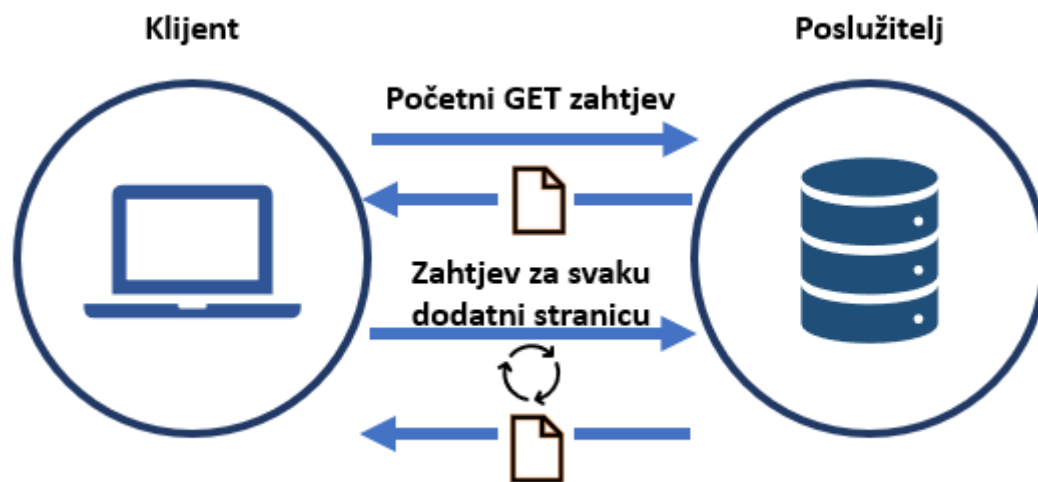 Klijent
Poslužitelj
Početni GET zahtjev
Zahtjev za svaku
dodatni stranicu